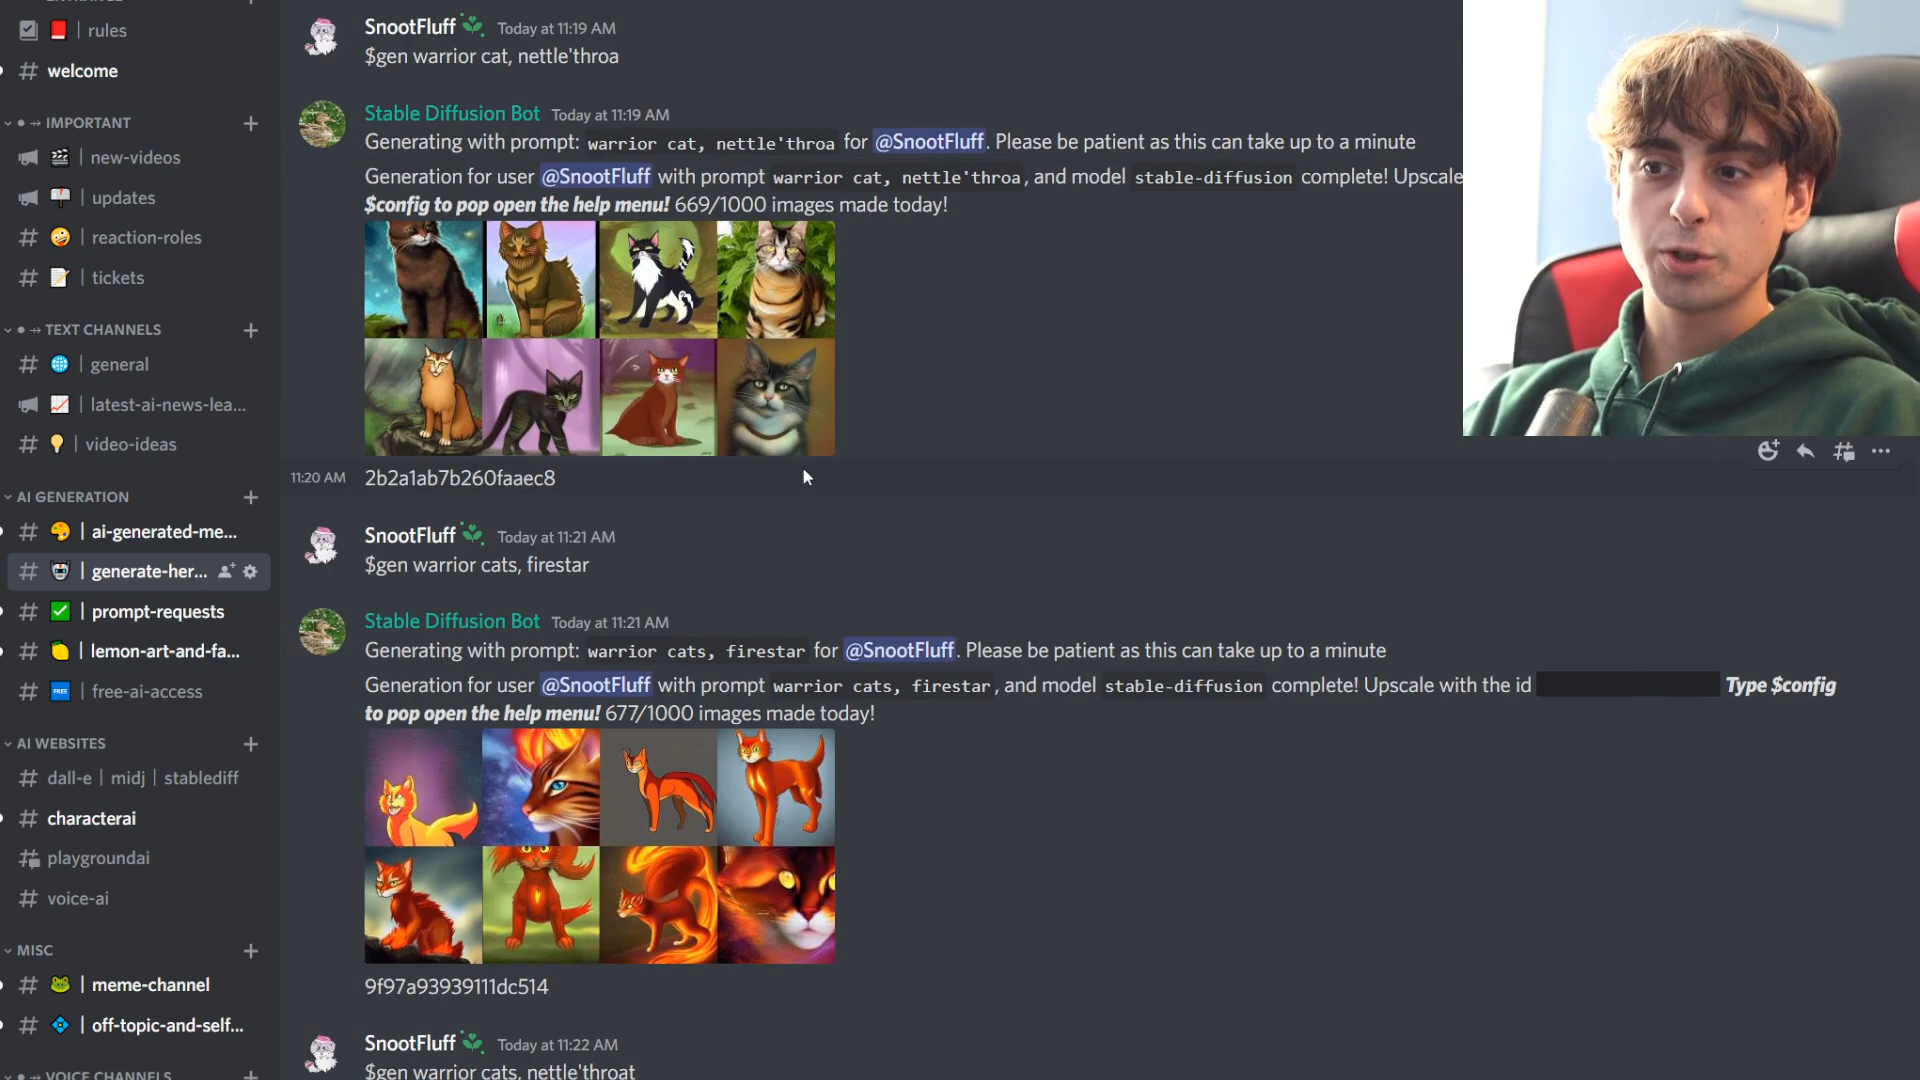 rules
welcome
IMPORTANT
new-videos
updates
reaction-roles
tickets
TEXT CHANNELS
general
latest-ai-news-lea...
video-ideas
AI GENERATION
ai-generated-me...
generate-her...
prompt-requests
lemon-art-and-fa...
FREE
free-ai-access
AI WEBSITES
dall-e | midj | stablediff
characterai
playgroundai
voice-ai
MISC
meme-channel
off-topic-and-self...
VOICE CHANNELS
SnootFluff Today at 11:19 AM
$gen warrior cat, nettle'throa
Stable Diffusion Bot Today at 11:19 AM
Generating with prompt: warrior cat, nettle'throa for @SnootFluff. Please be patient as this can take up to a minute
Generation for user @SnootFluff with prompt warrior cat, nettle'throa, and model stable-diffusion complete! Upscale
$config to pop open the help menu! 669/1000 images made today!
11:20 AM 2b2a1ab7b260faaec8
SnootFluff Today at 11:21 AM
$gen warrior cats, firestar
Stable Diffusion Bot Today at 11:21 AM
Generating with prompt: warrior cats, firestar for @SnootFluff. Please be patient as this can take up to a minute
Generation for user @SnootFluff with prompt warrior cats, firestar, and model stable-diffusion complete! Upscale with the id Type $config
to pop open the help menu! 677/1000 images made today!
9f97a93939111dc514
SnootFluff Today at 11:22 AM
$gen warrior cats, nettle'throat